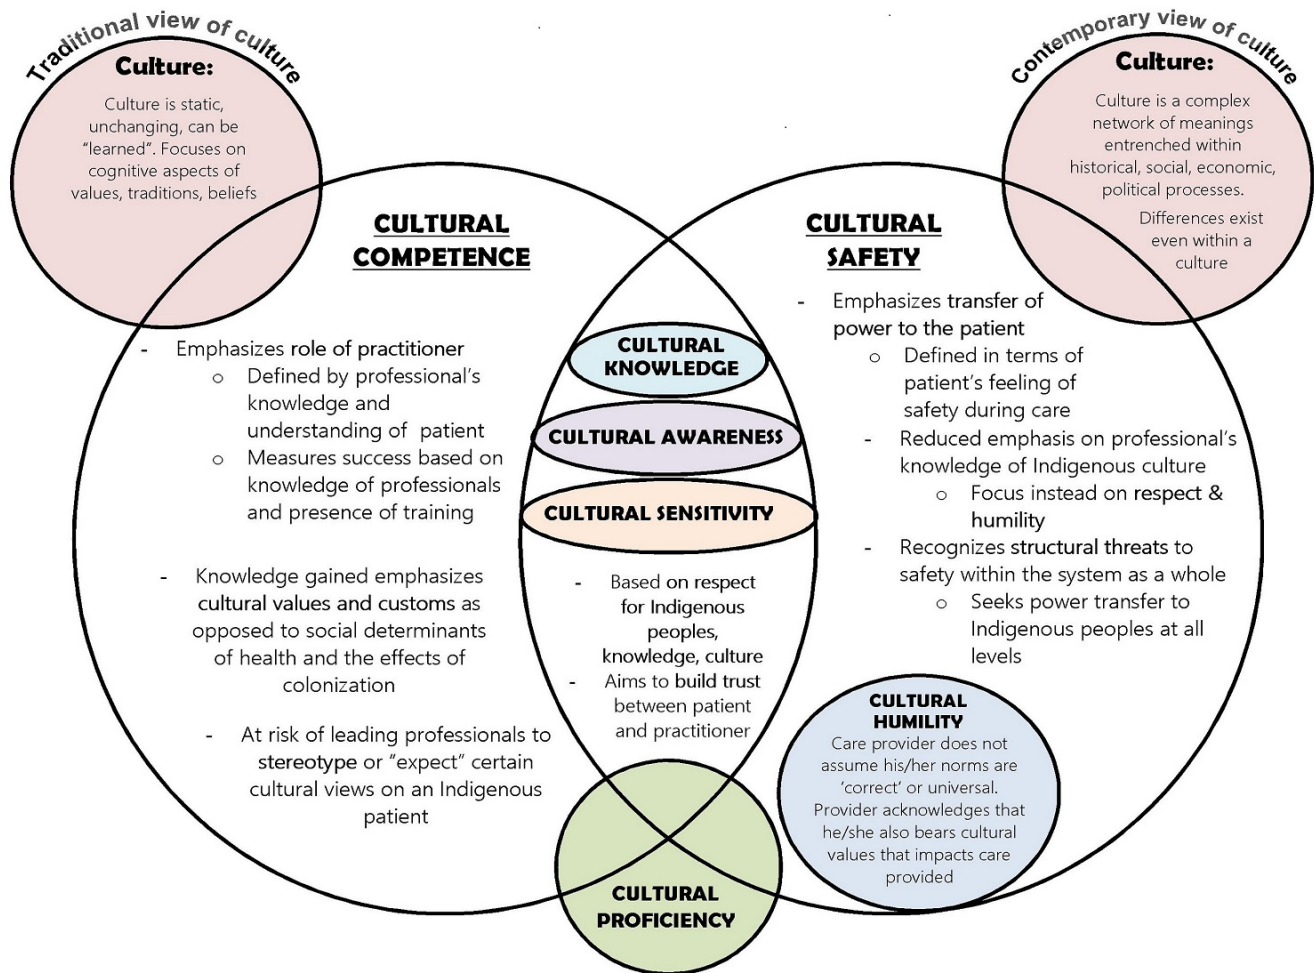 Traditional view of culture
Culture:
Culture is static,
unchanging, can be
“learned”. Focuses on
cognitive aspects of
values, traditions, beliefs
Contemporary view of culture
Culture:
Culture is a complex
network of meanings
entrenched within
historical, social, economic,
political processes.
Differences exist
even within a
culture
CULTURAL
COMPETENCE
- Emphasizes role of practitioner
o Defined by professional’s
knowledge and
understanding of patient
o Measures success based on
knowledge of professionals
and presence of training
- Knowledge gained emphasizes
cultural values and customs as
opposed to social determinants
of health and the effects of
colonization
- At risk of leading professionals to
stereotype or “expect” certain
cultural views on an Indigenous
patient
CULTURAL
KNOWLEDGE
CULTURAL AWARENESS
CULTURAL SENSITIVITY
- Based on respect
for Indigenous
peoples,
knowledge, culture
- Aims to build trust
between patient
and practitioner
CULTURAL
PROFICIENCY
CULTURAL
SAFETY
- Emphasizes transfer of
power to the patient
o Defined in terms of
patient’s feeling of
safety during care
- Reduced emphasis on professional’s
knowledge of Indigenous culture
o Focus instead on respect &
humility
- Recognizes structural threats to
safety within the system as a whole
o Seeks power transfer to
Indigenous peoples at all
levels
CULTURAL
HUMILITY
Care provider does not
assume his/her norms are
‘correct’ or universal.
Provider acknowledges that
he/she also bears cultural
values that impacts care
provided